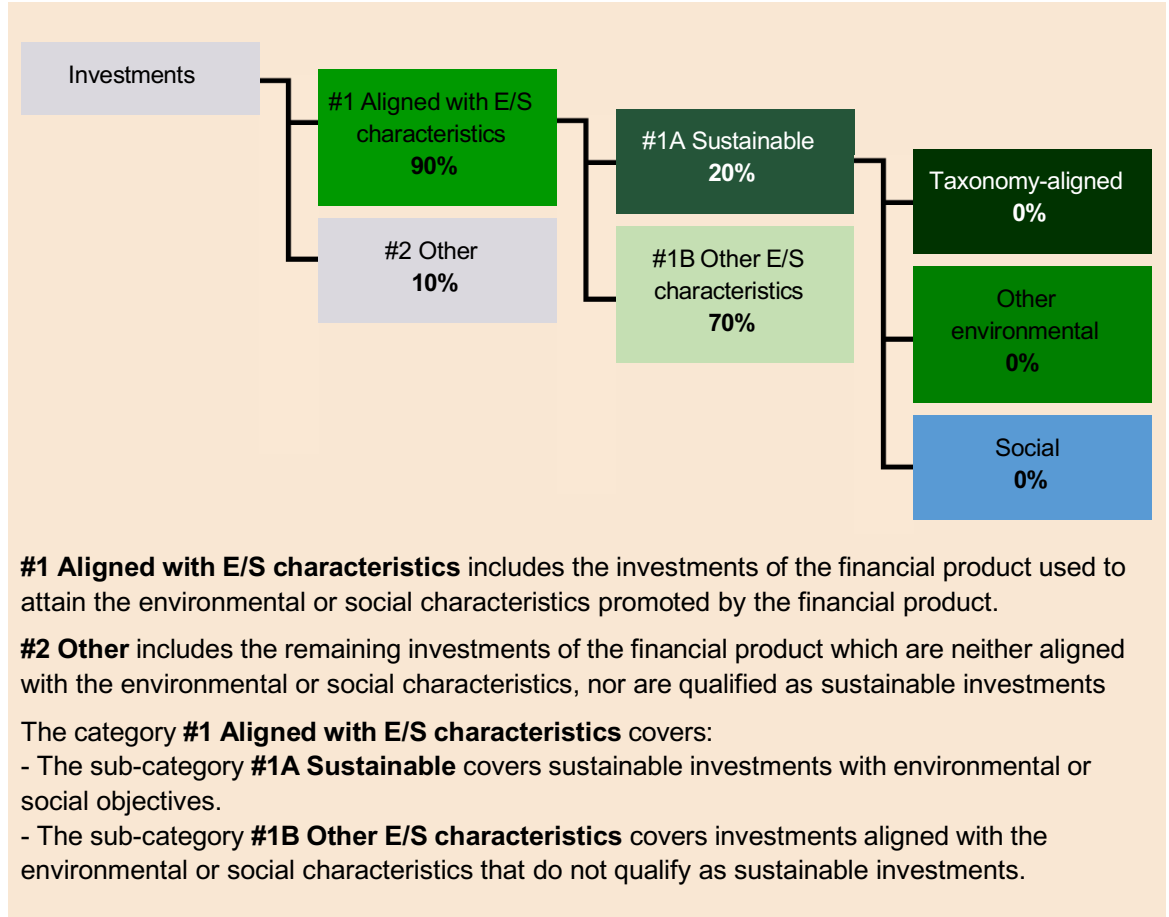 Investments
#1 Aligned with E/S
characteristics
90%
#2 Other
10%
#1A Sustainable
20%
#1B Other E/S
characteristics
70%
Taxonomy-aligned
0%
Other
environmental
0%
Social
0%
#1 Aligned with E/S characteristics includes the investments of the financial product used to
attain the environmental or social characteristics promoted by the financial product.
#2 Other includes the remaining investments of the financial product which are neither aligned
with the environmental or social characteristics, nor are qualified as sustainable investments
The category #1 Aligned with E/S characteristics covers:
- The sub-category #1A Sustainable covers sustainable investments with environmental or
social objectives.
- The sub-category #1B Other E/S characteristics covers investments aligned with the
environmental or social characteristics that do not qualify as sustainable investments.